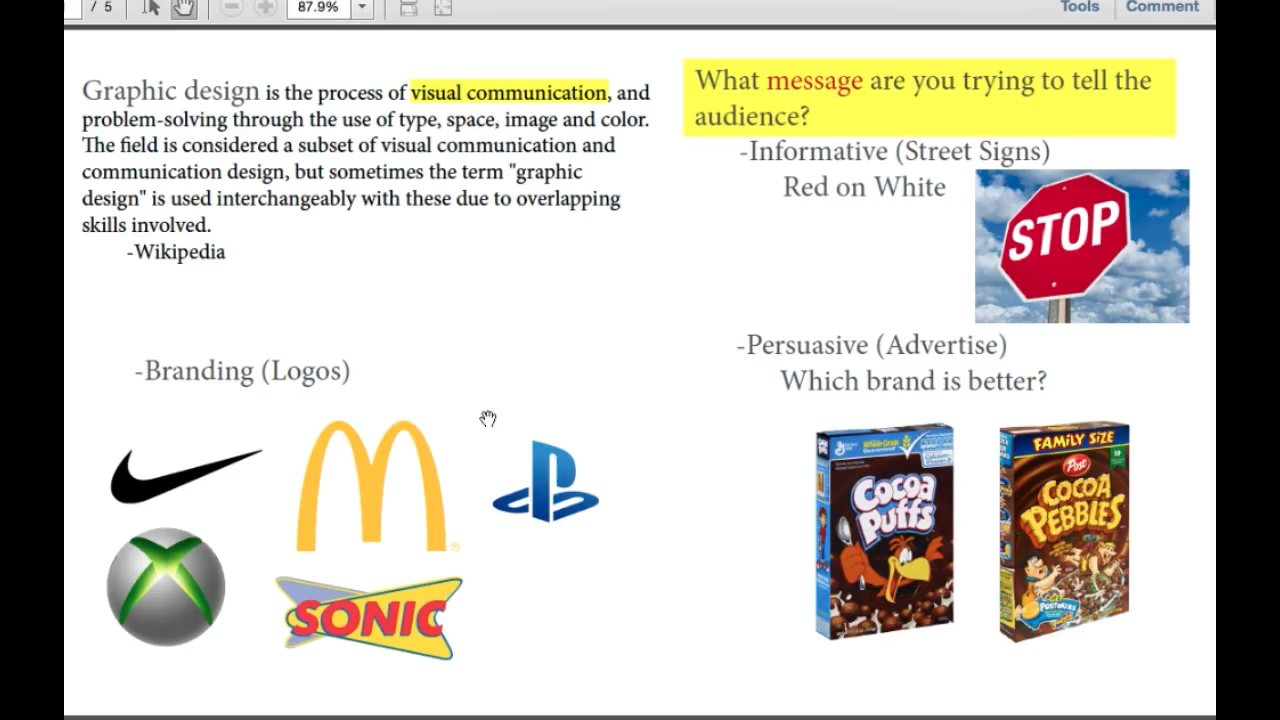 / 5
87.9%
Tools
Comment
Graphic design is the process of visual communication, and
problem-solving through the use of type, space, image and color.
The field is considered a subset of visual communication and
communication design, but sometimes the term "graphic
design" is used interchangeably with these due to overlapping
skills involved.
-Wikipedia
-Branding (Logos)
SONIC
What message are you trying to tell the
audience?
-Informative (Street Signs)
Red on White
STOP
-Persuasive (Advertise)
Which brand is better?
Whole Grain
Guaranteed
Calcium
Cocoa
Puffs
FAMILY SIZE
Post
COCOA
PEBBLES